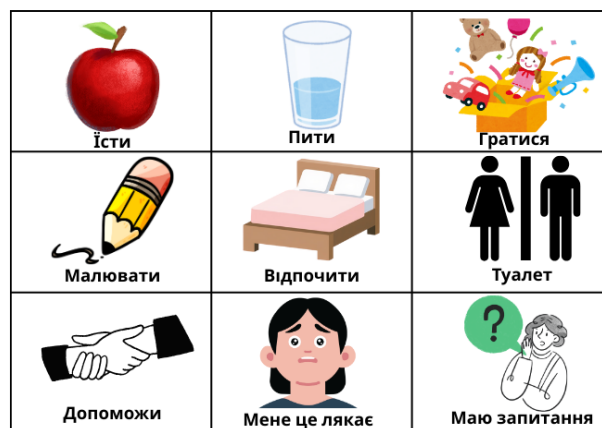 Їсти
Пити
Гратися
Малювати
Відпочити
Туалет
Допоможи
Мене це лякає
Маю запитання
?